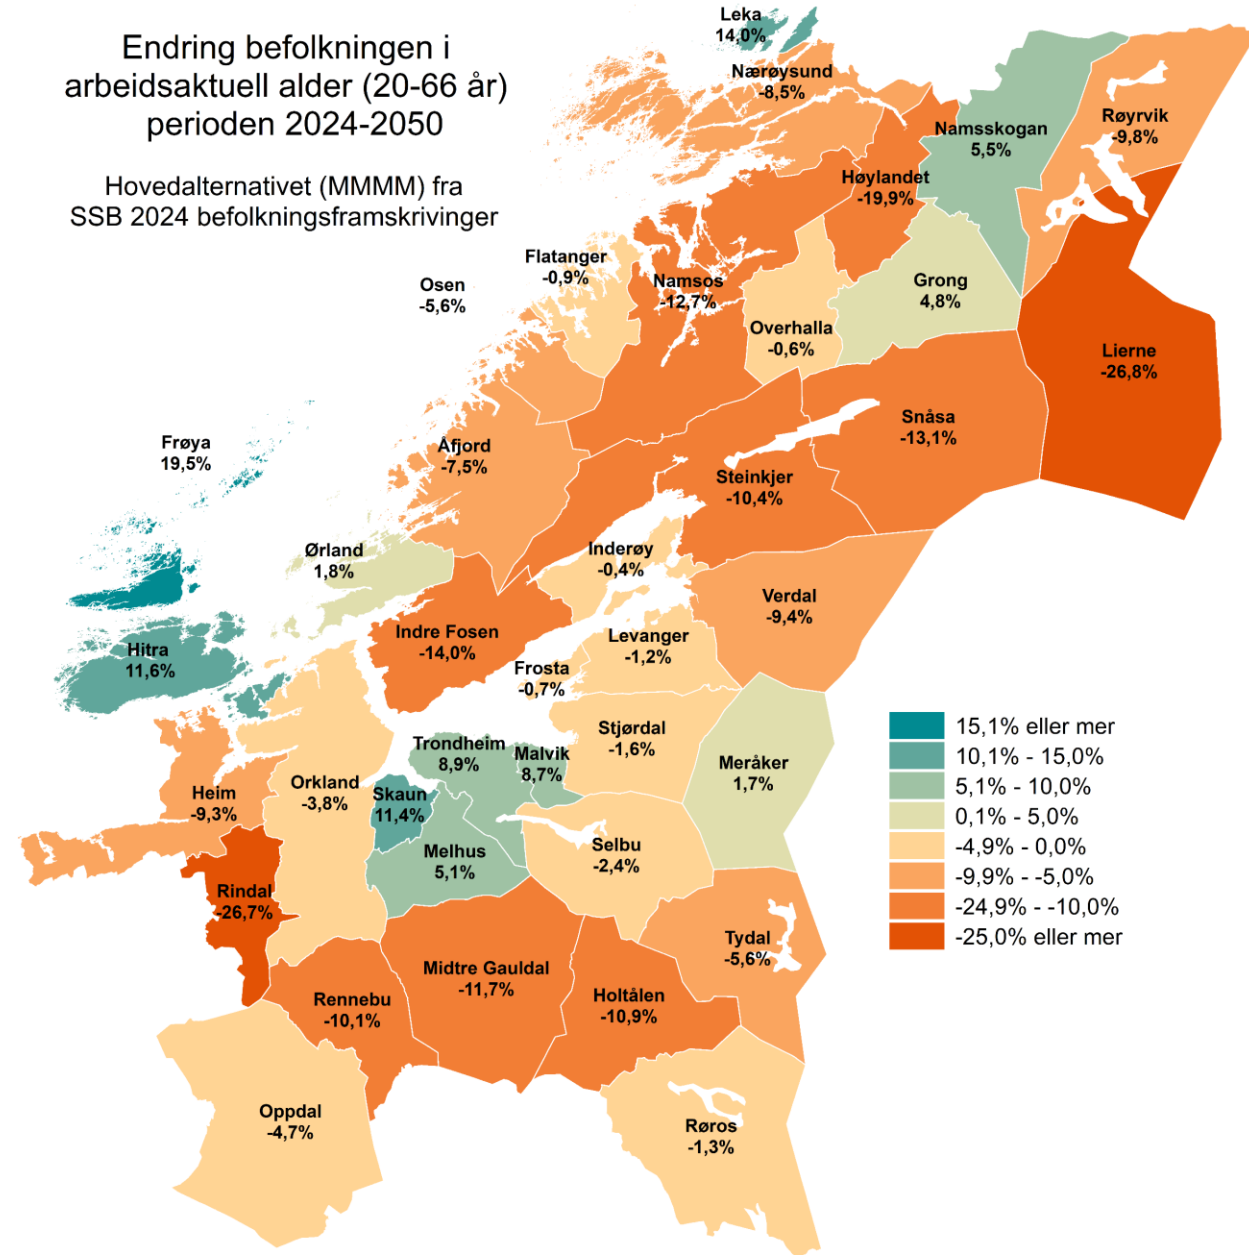 Endring befolkningen i
arbeidsaktuell alder (20-66 år)
perioden 2024-2050
Hovedalternativet (MMMM) fra
SSB 2024 befolkningsframskrivinger
Leka
14,0%
Nærøysund
-8,5%
Namsskogan
5,5%
Røyrvik
-9,8%
Høylandet
-19,9%
Flatanger
-0,9%
Osen
-5,6%
Namsos
-12,7%
Grong
4,8%
Overhalla
-0,6%
Lierne
-26,8%
Snåsa
-13,1%
Frøya
19,5%
Åfjord
-7,5%
Steinkjer
-10,4%
Ørland
1,8%
Inderøy
-0,4%
Verdal
-9,4%
Indre Fosen
-14,0%
Levanger
-1,2%
Hitra
11,6%
Frosta
-0,7%
Stjørdal
-1,6%
Trondheim
8,9%
Malvik
8,7%
Meråker
1,7%
Orkland
-3,8%
Skaun
11,4%
Heim
-9,3%
Selbu
-2,4%
Melhus
5,1%
Rindal
-26,7%
Tydal
-5,6%
Midtre Gauldal
-11,7%
Rennebu
-10,1%
Holtålen
-10,9%
Oppdal
-4,7%
Røros
-1,3%
15,1% eller mer
10,1% - 15,0%
5,1% - 10,0%
0,1% - 5,0%
-4,9% - 0,0%
-9,9% - -5,0%
-24,9% - -10,0%
-25,0% eller mer